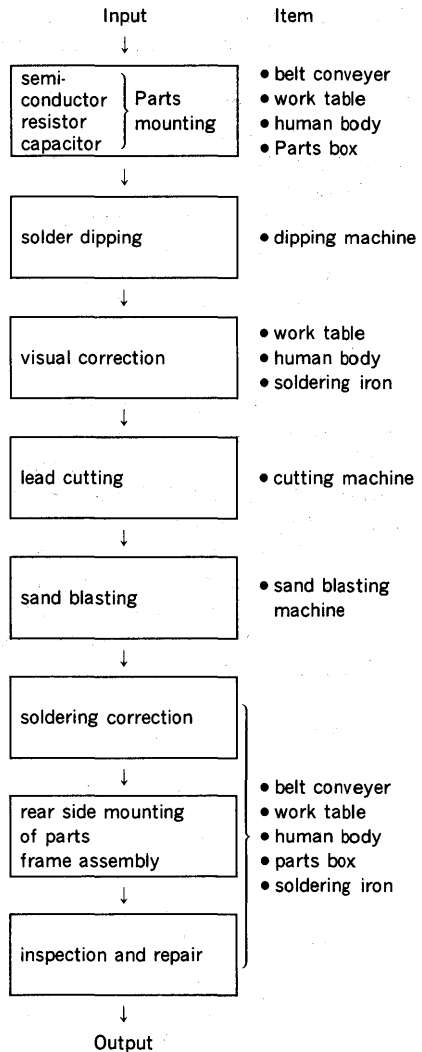 Input
Item
semi-
conductor
resistor
capacitor
Parts
mounting
• belt conveyer
• work table
• human body
• Parts box
solder dipping
• dipping machine
visual correction
• work table
• human body
• soldering iron
lead cutting
• cutting machine
sand blasting
• sand blasting
machine
soldering correction
rear side mounting
of parts
frame assembly
inspection and repair
• belt conveyer
• work table
• human body
• parts box
• soldering iron
Output